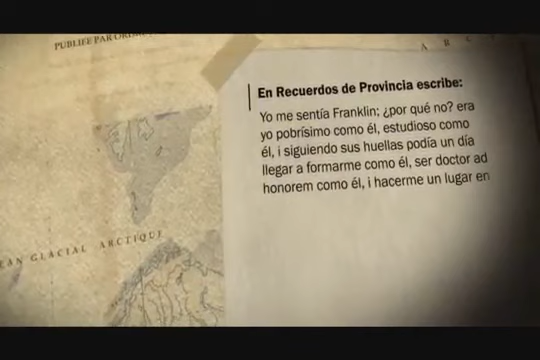 PUBLIÉE PAR ORDRE
A B C T
En Recuerdos de Provincia escribe:
Yo me sentía Franklin; ¿por qué no? era
yo pobrísimo como él, estudioso como
él, i siguiendo sus huellas podía un día
llegar a formarme como él, ser doctor ad
honorem como él, i hacerme un lugar en
GLACIAL ARCTIQUE